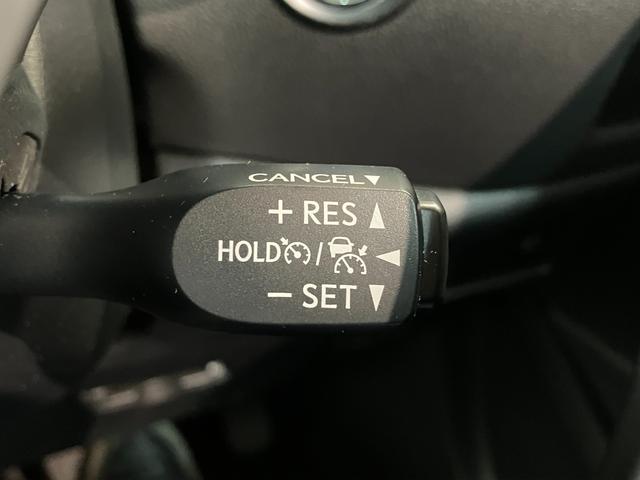 CANCEL▼
+ RES ▲
HOLD / ◀
− SET ▼